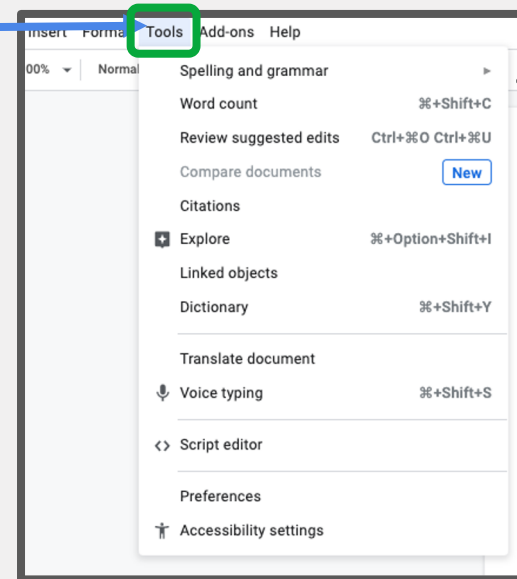 Insert Forma Tools Add-ons Help
00% Normal
Spelling and grammar
Word count ⌘+Shift+C
Review suggested edits Ctrl+⌘O Ctrl+⌘U
Compare documents New
Citations
Explore ⌘+Option+Shift+I
Linked objects
Dictionary ⌘+Shift+Y
Translate document
Voice typing ⌘+Shift+S
Script editor
Preferences
Accessibility settings